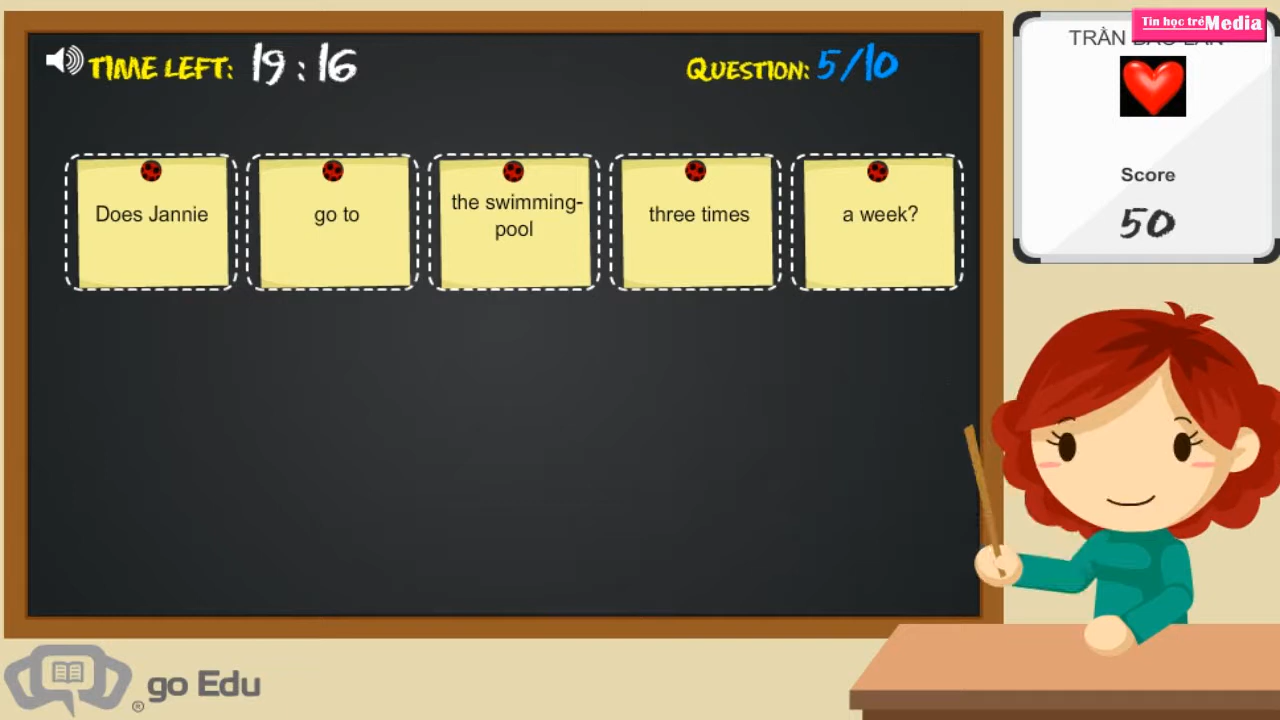 Tin học trẻ Media
TIME LEFT: 19 : 16
QUESTION: 5/10
TRẦN
Does Jannie
go to
the swimming-
pool
three times
a week?
Score
50
® go Edu